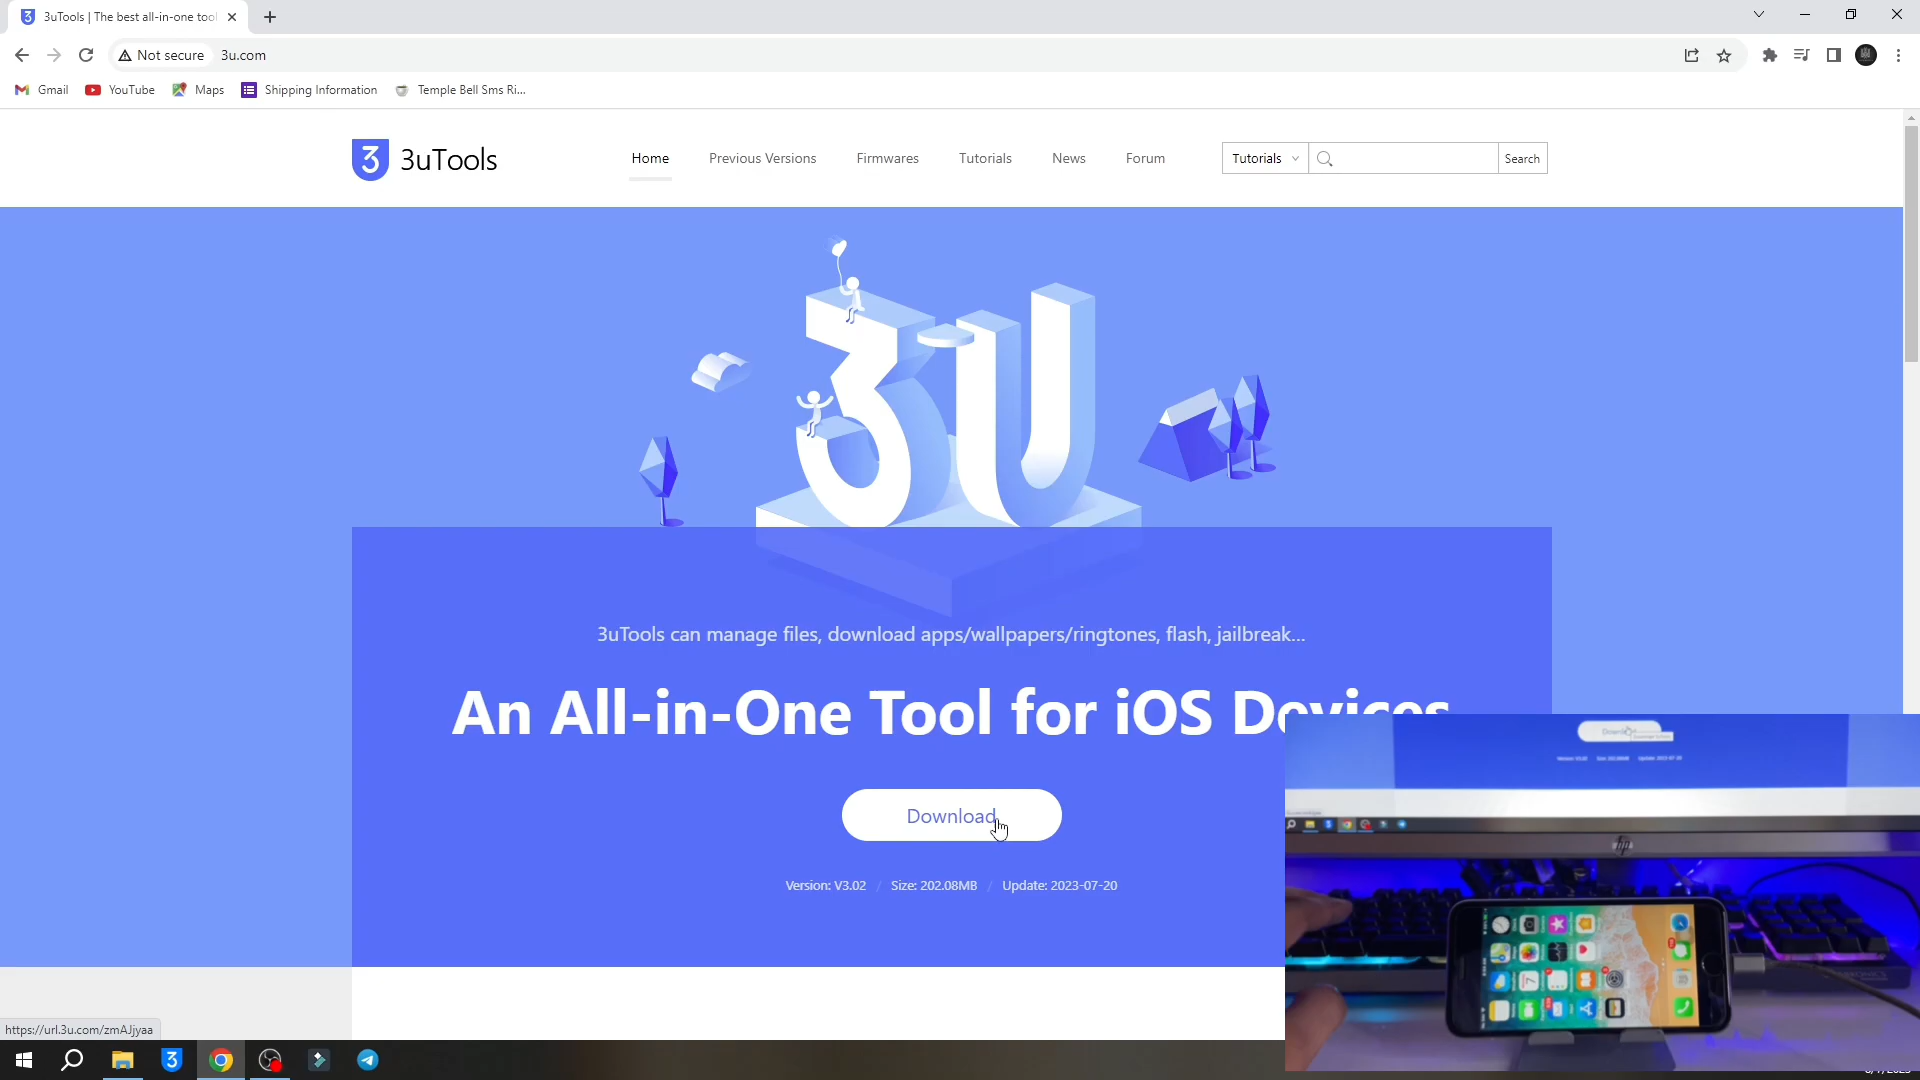 3uTools | The best all-in-one tool
Not secure 3u.com
Gmail YouTube Maps Shipping Information Temple Bell Sms Ri...
3uTools Home Previous Versions Firmwares Tutorials News Forum Tutorials Search
3U
3uTools can manage files, download apps/wallpapers/ringtones, flash, jailbreak...
An All-in-One Tool for iOS Devices
Download
Version: V3.02 / Size: 202.08MB / Update: 2023-07-20
https://url.3u.com/zmAJjyaa
hp